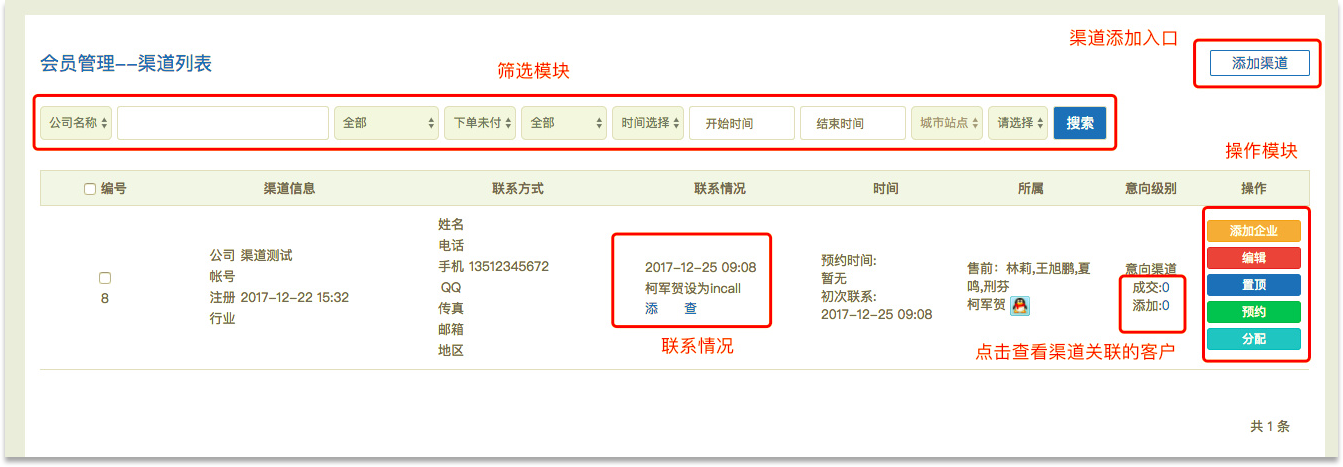 渠道添加入口
会员管理--渠道列表
筛选模块
添加渠道
公司名称 全部 下单未付 全部 时间选择 开始时间 结束时间 城市站点 请选择 搜索
操作模块
编号 渠道信息 联系方式 联系情况 时间 所属 意向级别 操作
8
公司 渠道测试
帐号
注册 2017-12-22 15:32
行业
姓名
电话
手机 13512345672
QQ
传真
邮箱
地区
2017-12-25 09:08
柯军贺设为incall
添 查
联系情况
预约时间:
暂无
初次联系:
2017-12-25 09:08
售前: 林莉,王旭鹏,夏
鸣,刑芬
柯军贺
意向渠道
成交:0
添加:0
点击查看渠道关联的客户
添加企业
编辑
置顶
预约
分配
共 1 条